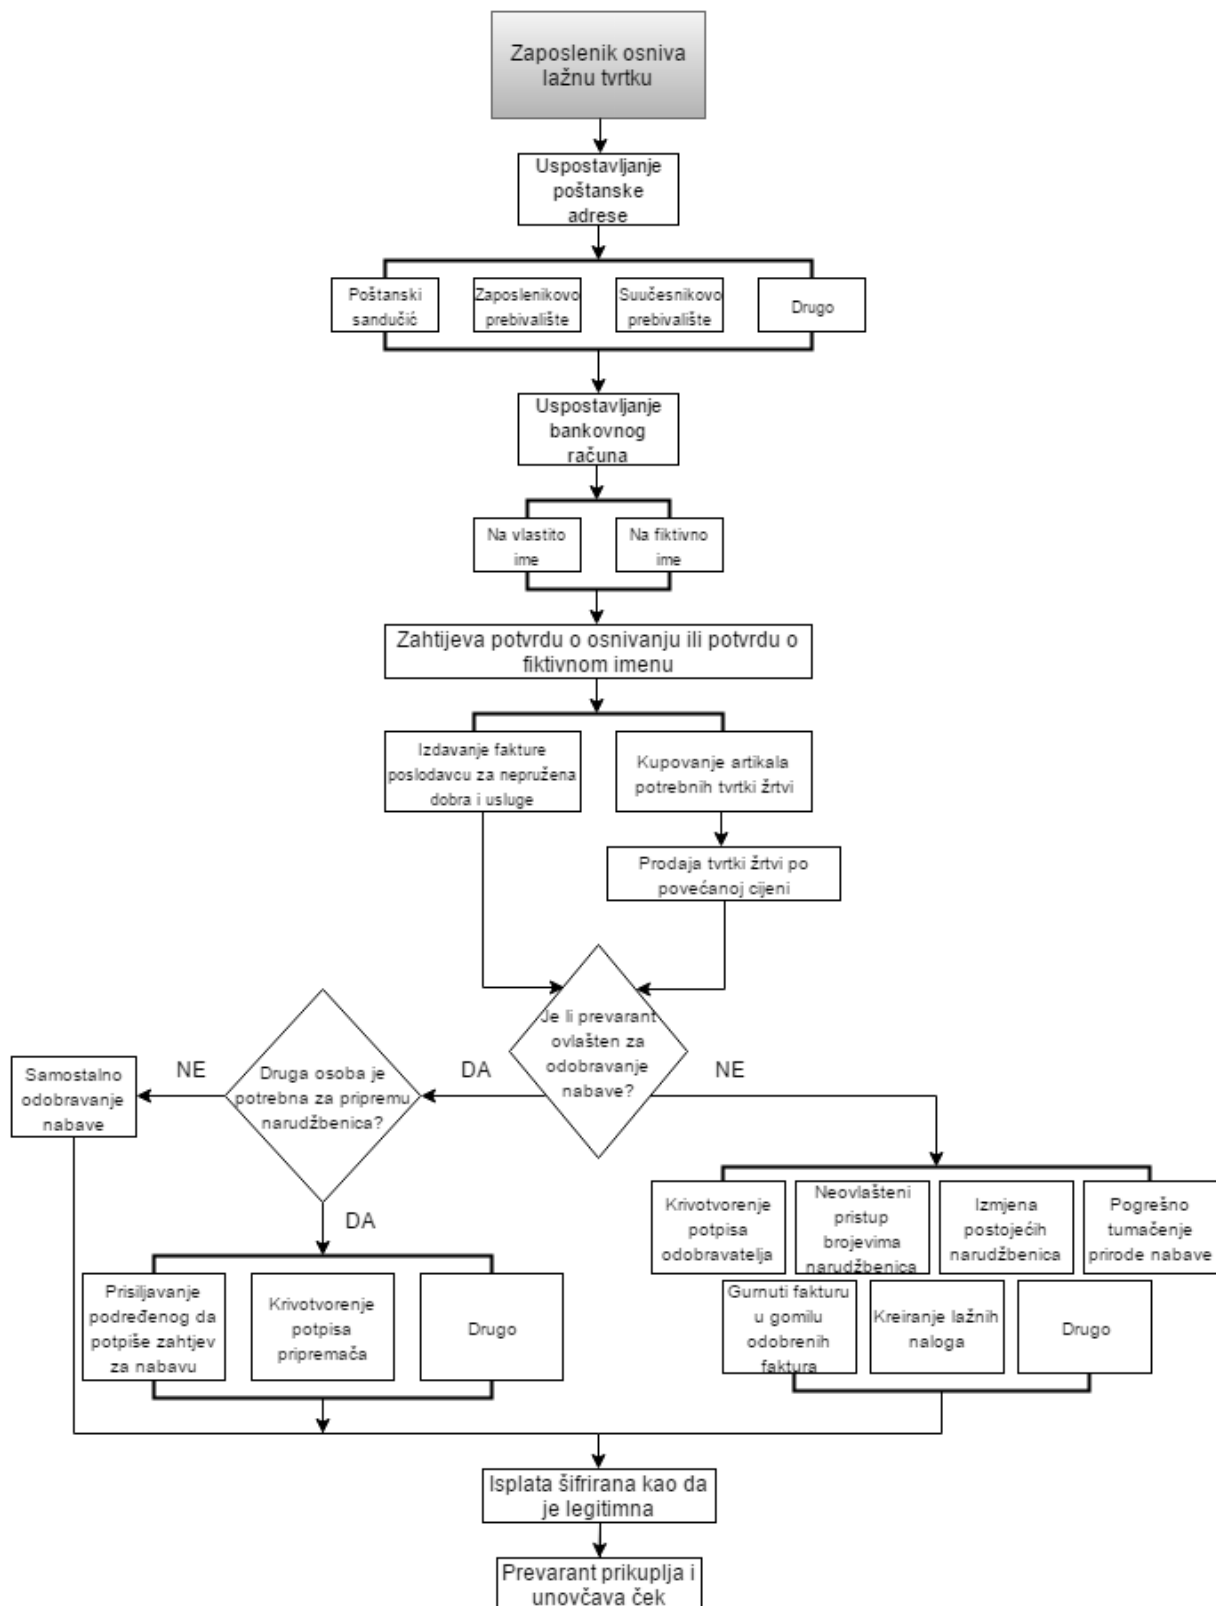 Zaposlenik osniva
lažnu tvrtku
Uspostavljanje
poštanske
adrese
Poštanski
sandučić
Zaposlenikovo
prebivalište
Suučesnikovo
prebivalište
Drugo
Uspostavljanje
bankovnog
računa
Na vlastito
ime
Na fiktivno
ime
Zahtijeva potvrdu o osnivanju ili potvrdu o
fiktivnom imenu
Izdavanje fakture
poslodavcu za nepružena
dobra i usluge
Kupovanje artikala
potrebnih tvrtki žrtvi
Prodaja tvrtki žrtvi po
povećanoj cijeni
Je li prevarant
ovlašten za
odobravanje
nabave?
DA
NE
Druga osoba je
potrebna za pripremu
narudžbenica?
NE
Samostalno
odobravanje
nabave
DA
Prisiljavanje
podređenog da
potpiše zahtjev
za nabavu
Krivotvorenje
potpisa
pripremača
Drugo
Krivotvorenje
potpisa
odobravatelja
Neovlašteni
pristup
brojevima
narudžbenica
Izmjena
postojećih
narudžbenica
Pogrešno
tumačenje
prirode nabave
Gurnuti fakturu
u gomilu
odobrenih
faktura
Kreiranje lažnih
naloga
Drugo
Isplata šifrirana kao da
je legitimna
Prevarant prikuplja i
unovčava ček